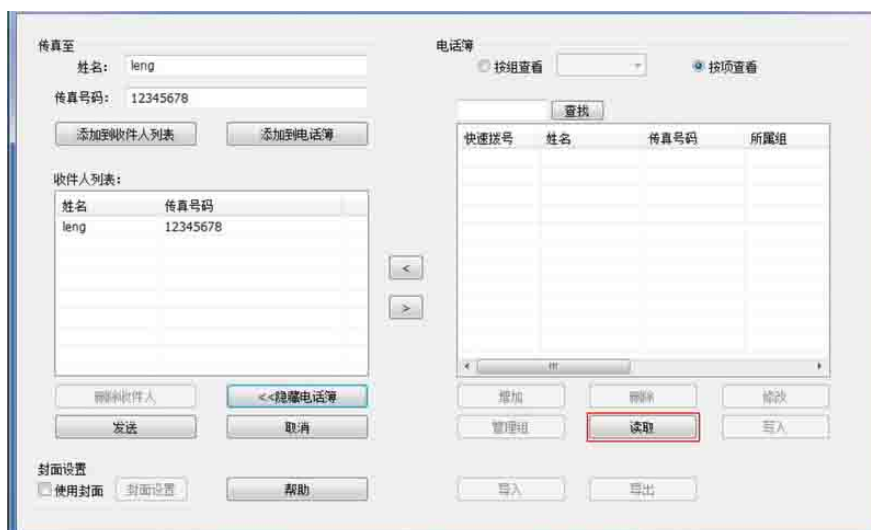 传真至
姓名: leng
传真号码: 12345678
添加到收件人列表 添加到电话簿
收件人列表:
姓名 传真号码
leng 12345678
删除收件人 <<隐藏电话簿
发送 取消
封面设置
使用封面 封面设置 帮助
<
>
电话簿
按组查看 按项查看
查找
快速拨号 姓名 传真号码 所属组
增加 删除 修改
管理组 读取 写入
导入 导出